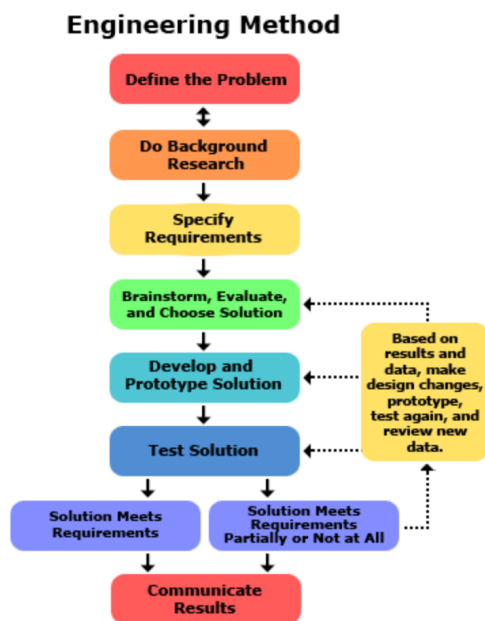 Engineering Method
Define the Problem
Do Background
Research
Specify
Requirements
Brainstorm, Evaluate,
and Choose Solution
Based on
results and
data, make
design changes,
prototype,
test again, and
review new
data.
Develop and
Prototype Solution
Test Solution
Solution Meets
Requirements
Solution Meets
Requirements
Partially or Not at All
Communicate
Results